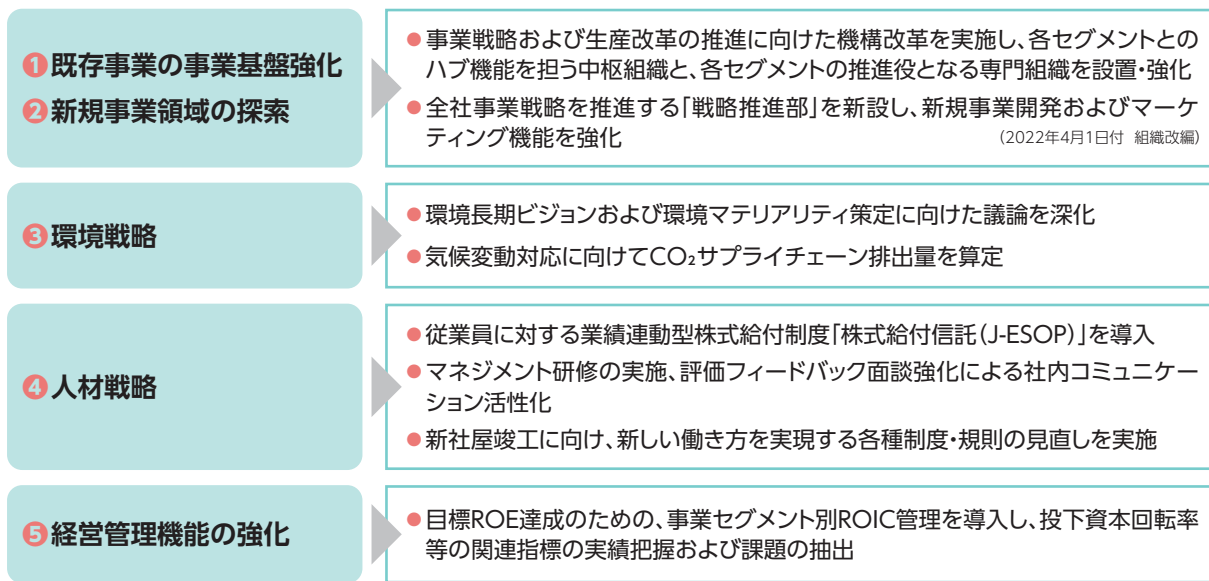 ❶既存事業の事業基盤強化
❷新規事業領域の探索
●事業戦略および生産改革の推進に向けた機構改革を実施し、各セグメントとの
ハブ機能を担う中枢組織と、各セグメントの推進役となる専門組織を設置・強化
●全社事業戦略を推進する「戦略推進部」を新設し、新規事業開発およびマーケ
ティング機能を強化
（2022年4月1日付 組織改編）
❸環境戦略
●環境長期ビジョンおよび環境マテリアリティ策定に向けた議論を深化
●気候変動対応に向けてCO₂サプライチェーン排出量を算定
❹人材戦略
●従業員に対する業績連動型株式給付制度「株式給付信託（J-ESOP）」を導入
●マネジメント研修の実施、評価フィードバック面談強化による社内コミュニケー
ション活性化
●新社屋竣工に向け、新しい働き方を実現する各種制度・規則の見直しを実施
❺経営管理機能の強化
●目標ROE達成のための、事業セグメント別ROIC管理を導入し、投下資本回転率
等の関連指標の実績把握および課題の抽出